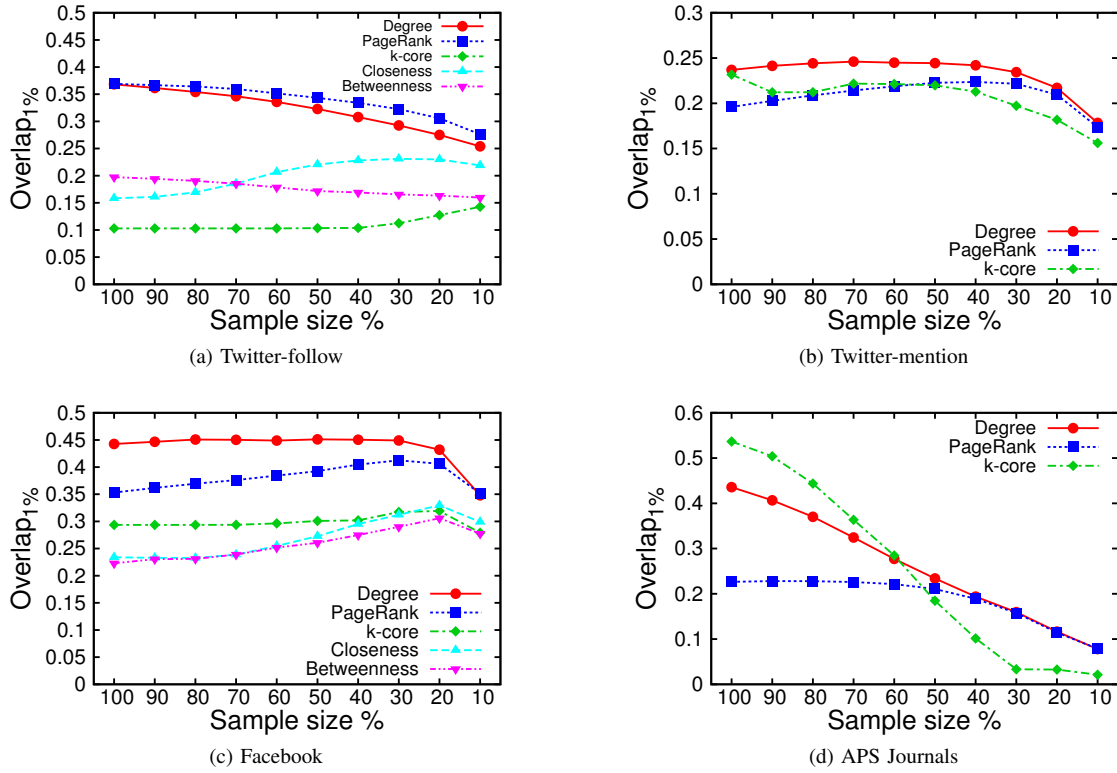 0.5
0.45
0.4
0.35
0.3
0.25
0.2
0.15
0.1
0.05
0
Overlap1%
Degree
PageRank
k-core
Closeness
Betweenness
100 90 80 70 60 50 40 30 20 10
Sample size %
(a) Twitter-follow
0.3
0.25
0.2
0.15
0.1
0.05
0
Overlap1%
Degree
PageRank
k-core
100 90 80 70 60 50 40 30 20 10
Sample size %
(b) Twitter-mention
0.5
0.45
0.4
0.35
0.3
0.25
0.2
0.15
0.1
0.05
0
Overlap1%
Degree
PageRank
k-core
Closeness
Betweenness
100 90 80 70 60 50 40 30 20 10
Sample size %
(c) Facebook
0.6
0.5
0.4
0.3
0.2
0.1
0
Overlap1%
Degree
PageRank
k-core
100 90 80 70 60 50 40 30 20 10
Sample size %
(d) APS Journals